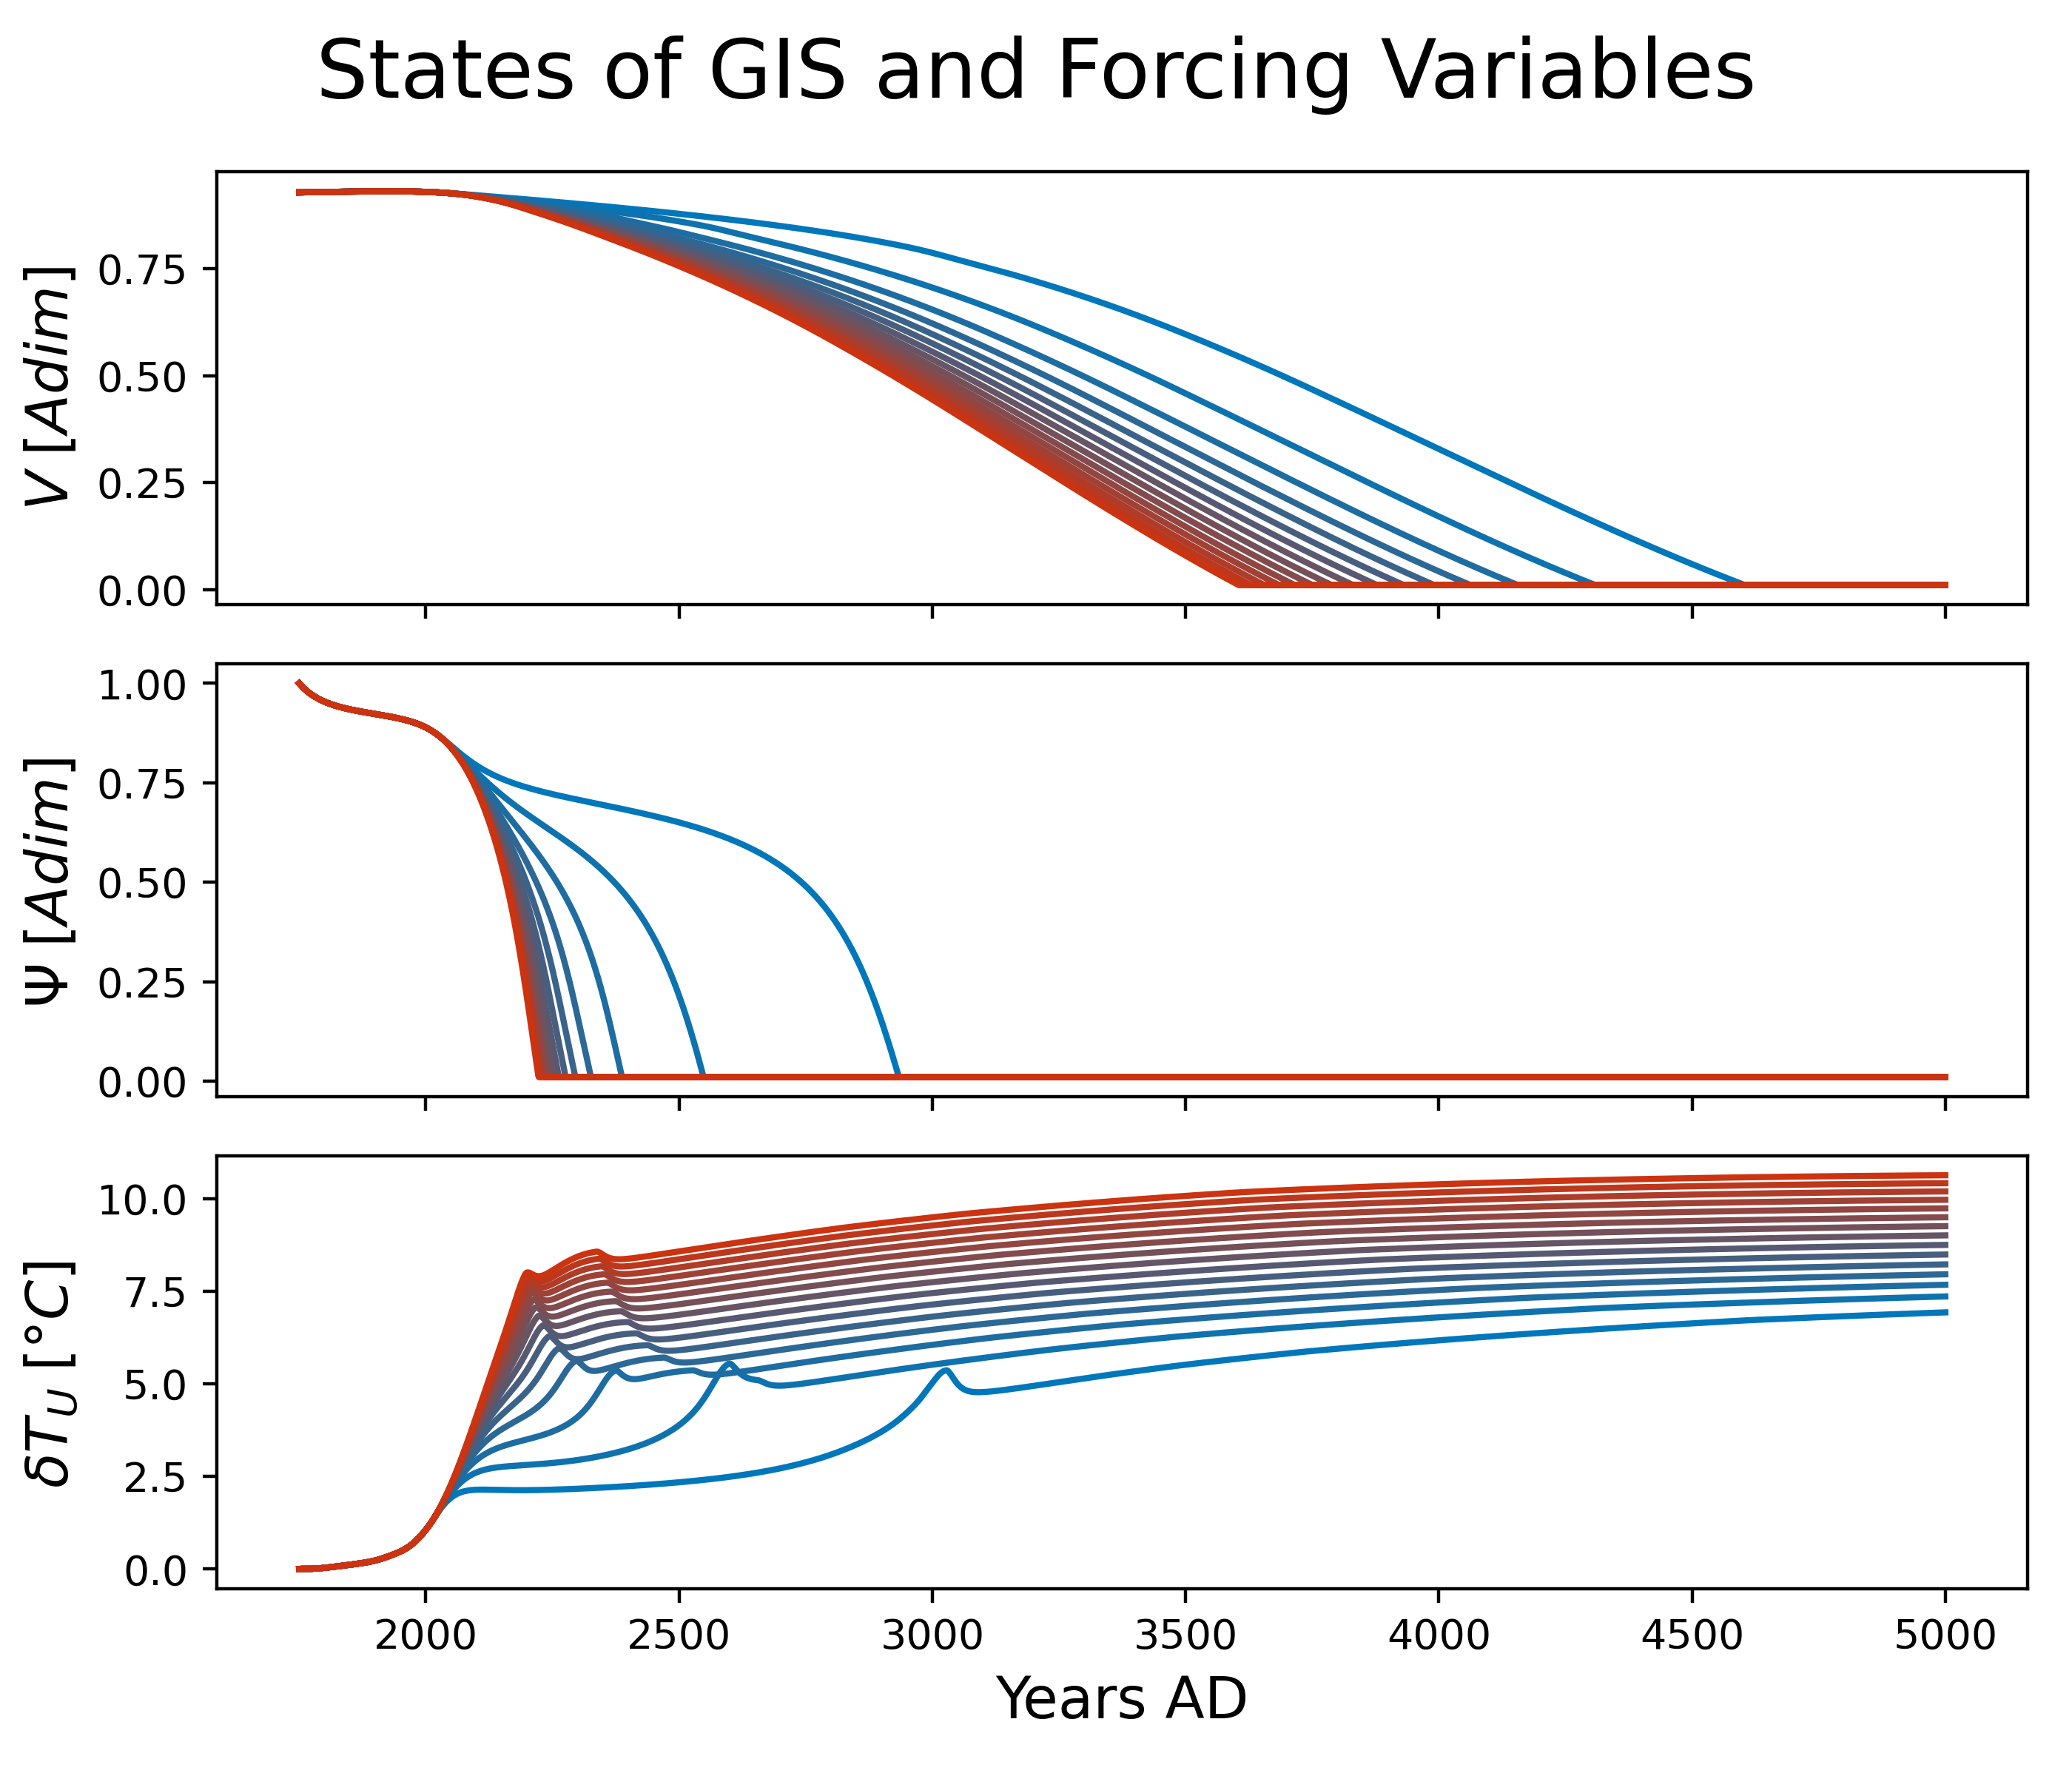 States of GIS and Forcing Variables
V [Adim]
0.75
0.50
0.25
0.00
Ψ [Adim]
1.00
0.75
0.50
0.25
0.00
δT_U [°C]
10.0
7.5
5.0
2.5
0.0
2000 2500 3000 3500 4000 4500 5000
Years AD